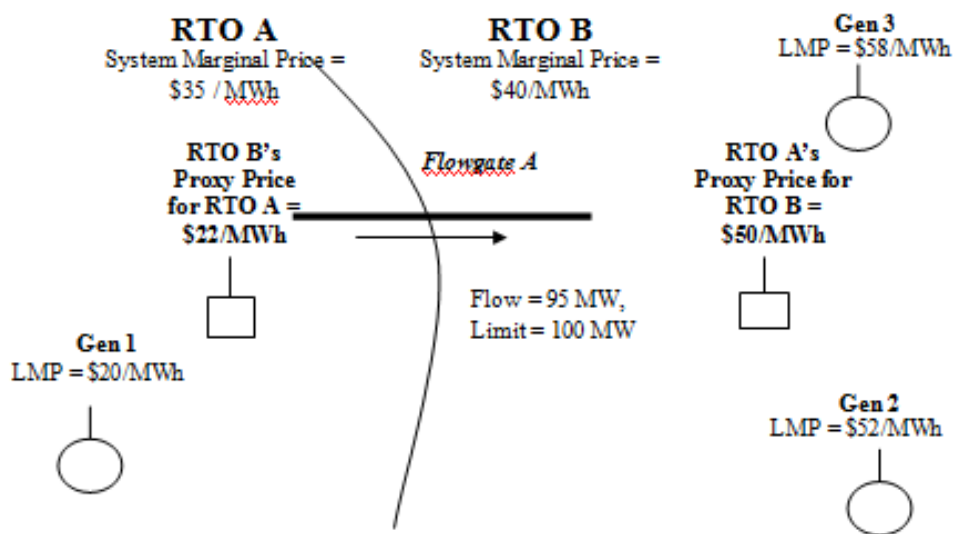 RTO A
System Marginal Price =
$35 / MWh
RTO B
System Marginal Price =
$40/MWh
Gen 3
LMP = $58/MWh
RTO B's
Proxy Price
for RTO A =
$22/MWh
Flowgate A
RTO A's
Proxy Price for
RTO B =
$50/MWh
Flow = 95 MW,
Limit = 100 MW
Gen 1
LMP = $20/MWh
Gen 2
LMP = $52/MWh